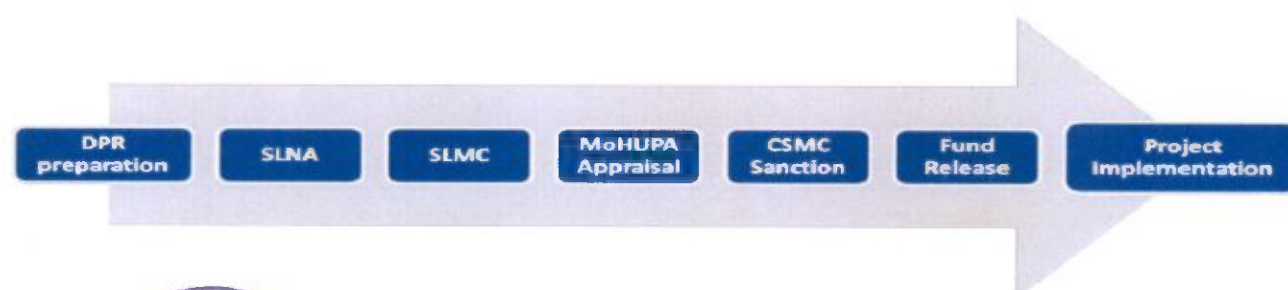 DPR
preparation
SLNA
SLMC
MoHUPA
Appraisal
CSMC
Sanction
Fund
Release
Project
Implementation